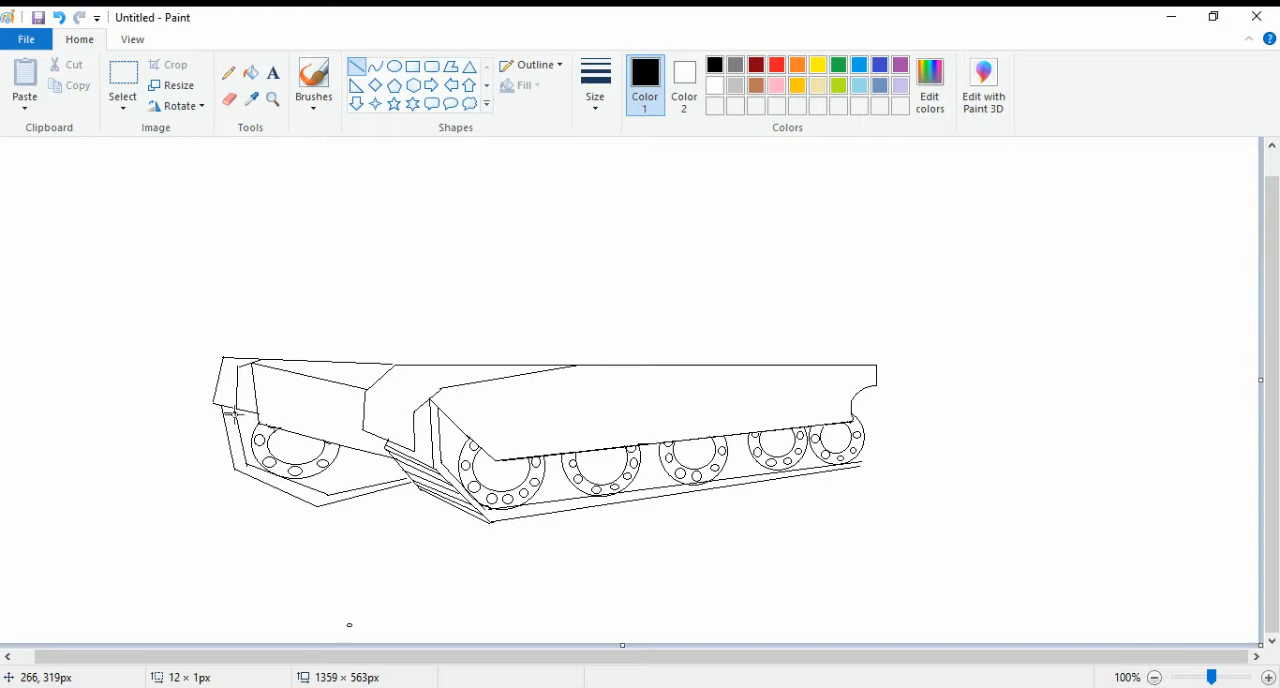 Untitled - Paint
File Home View
Paste
Cut
Copy
Clipboard
Select
Crop
Resize
Rotate
Image
A
Tools
Brushes
Outline
Fill
Shapes
Size
Color
1
Color
2
Edit
colors
Colors
Edit with
Paint 3D
266, 319px 12 × 1px 1359 × 563px 100%